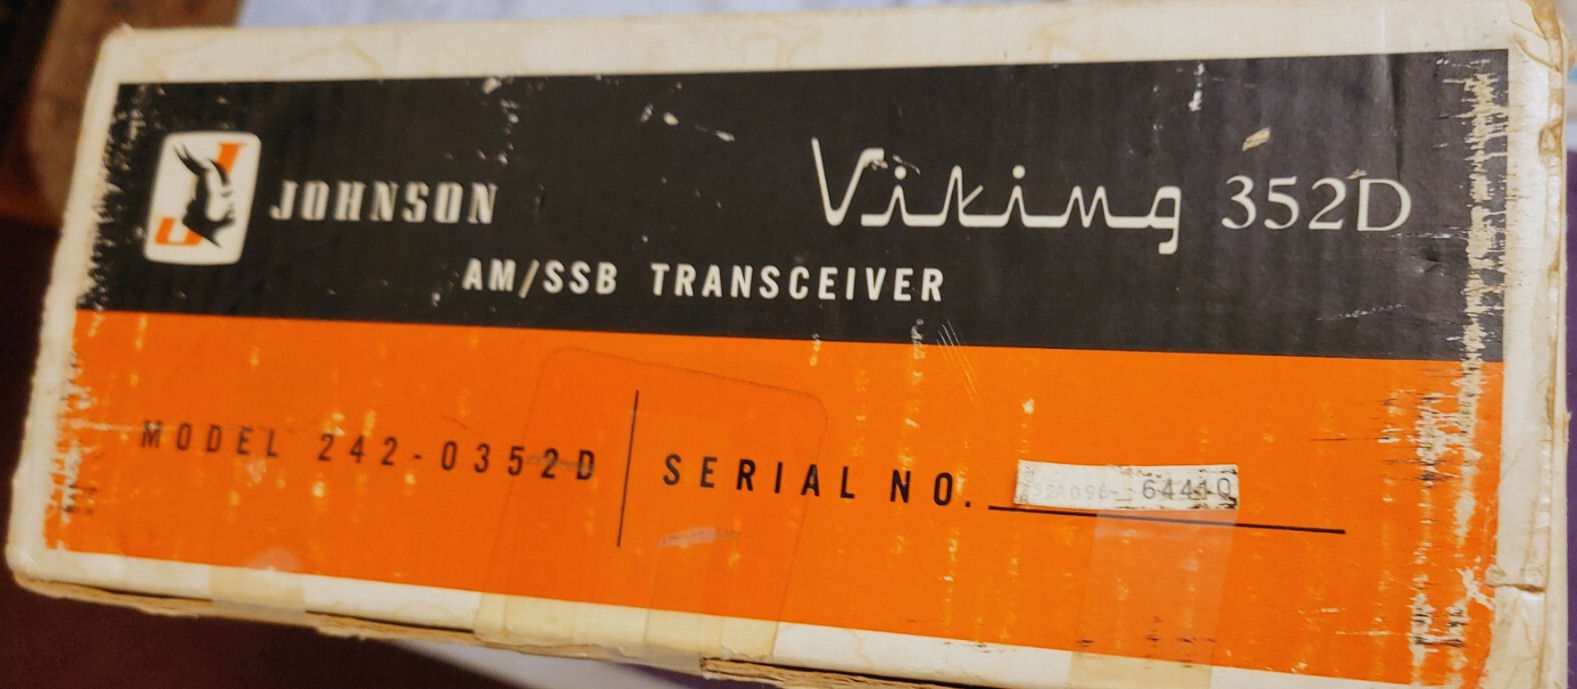 JOHNSON
Viking 352D
AM/SSB TRANSCEIVER
MODEL 242-0352D
SERIAL NO. 64410